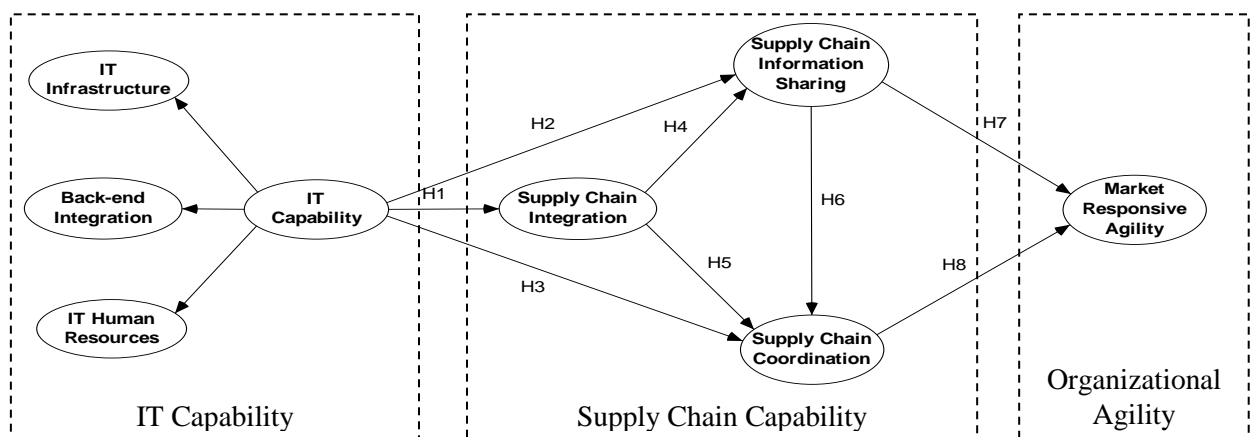 IT
Infrastructure
Back-end
Integration
IT Human
Resources
IT
Capability
IT Capability
H1
H2
H3
Supply Chain
Information
Sharing
H4
Supply Chain
Integration
H5
H6
Supply Chain
Coordination
Supply Chain Capability
H7
H8
Market
Responsive
Agility
Organizational
Agility